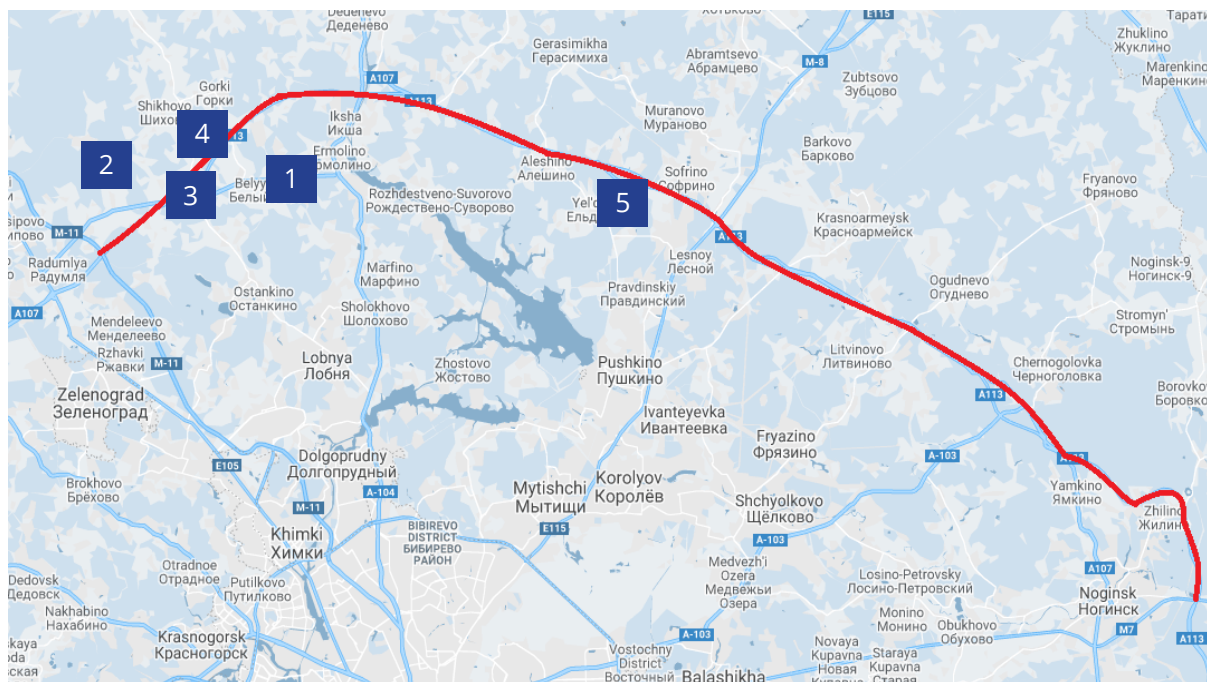 Dedenevo
Деденево
Хотьково
E115
Тарати
Zhuklino
Жуклино
Marenkino
Маренкино
Gerasimikha
Герасимиха
Abramtsevo
Абрамцево
M-8
Zubtsovo
Зубцово
A107
A113
Gorki
Горки
Shikhovo
Шихово
4
Iksha
Икша
Muranovo
Мураново
Barkovo
Барково
2
Ermolino
1
3
Aleshino
Алешино
Sofrino
Софрино
5
Fryanovo
Фряново
Rozhdestveno-Suvorovo
Рождествено-Суворово
Krasnoarmeysk
Красноармейск
M-11
Radumlya
Радумля
A107
Lesnoy
Лесной
Noginsk-9
Ногинск-9
Marfino
Марфино
Ostankino
Останкино
Pravdinskiy
Правдинский
Ogudnevo
Огуднево
Sholokhovo
Шолохово
Stromyn'
Стромынь
Mendeleevo
Менделеево
Rzhavki
Ржавки
M-11
Lobnya
Лобня
Zhostovo
Жостово
Pushkino
Пушкино
Litvinovo
Литвиново
Chernogolovka
Черноголовка
Zelenograd
Зеленоград
A113
Ivanteyevka
Ивантеевка
Fryazino
Фрязино
E105
Dolgoprudny
Долгопрудный
A-103
Brokhovo
Брёхово
A-104
Mytishchi
Мытищи
Korolyov
Королёв
Shchyolkovo
Щёлково
Yamkino
Ямкино
M-11
E115
BIBIREVO
DISTRICT
БИБИРЕВО
РАЙОН
Khimki
Химки
A-103
Zhilino
Medvezh'i
Ozera
Медвежьи
Озера
A107
Losino-Petrovsky
Лосино-Петровский
Dedovsk
Дедовск
Otradnoe
Отрадное
Putilkovo
Путилково
Noginsk
Ногинск
Nakhabino
Нахабино
Monino
Монино
Obukhovo
Обухово
M7
A113
Krasnogorsk
Красногорск
A-103
Vostochny
District
Восточный
Balashikha
Novaya
Kupavna
Новая
Staraya
Kupavna
Старая